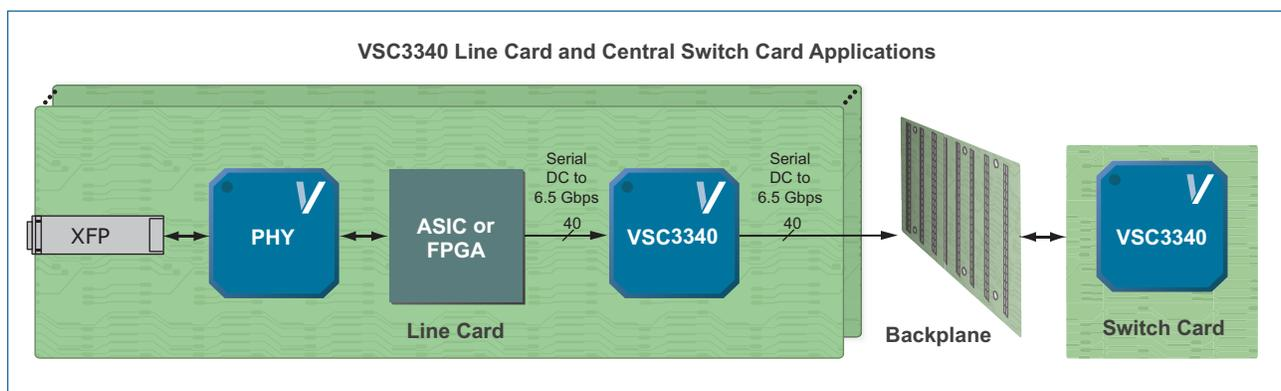 VSC3340 Line Card and Central Switch Card Applications
XFP
PHY
ASIC or
FPGA
Serial
DC to
6.5 Gbps
40
VSC3340
Serial
DC to
6.5 Gbps
40
VSC3340
Line Card
Backplane
Switch Card